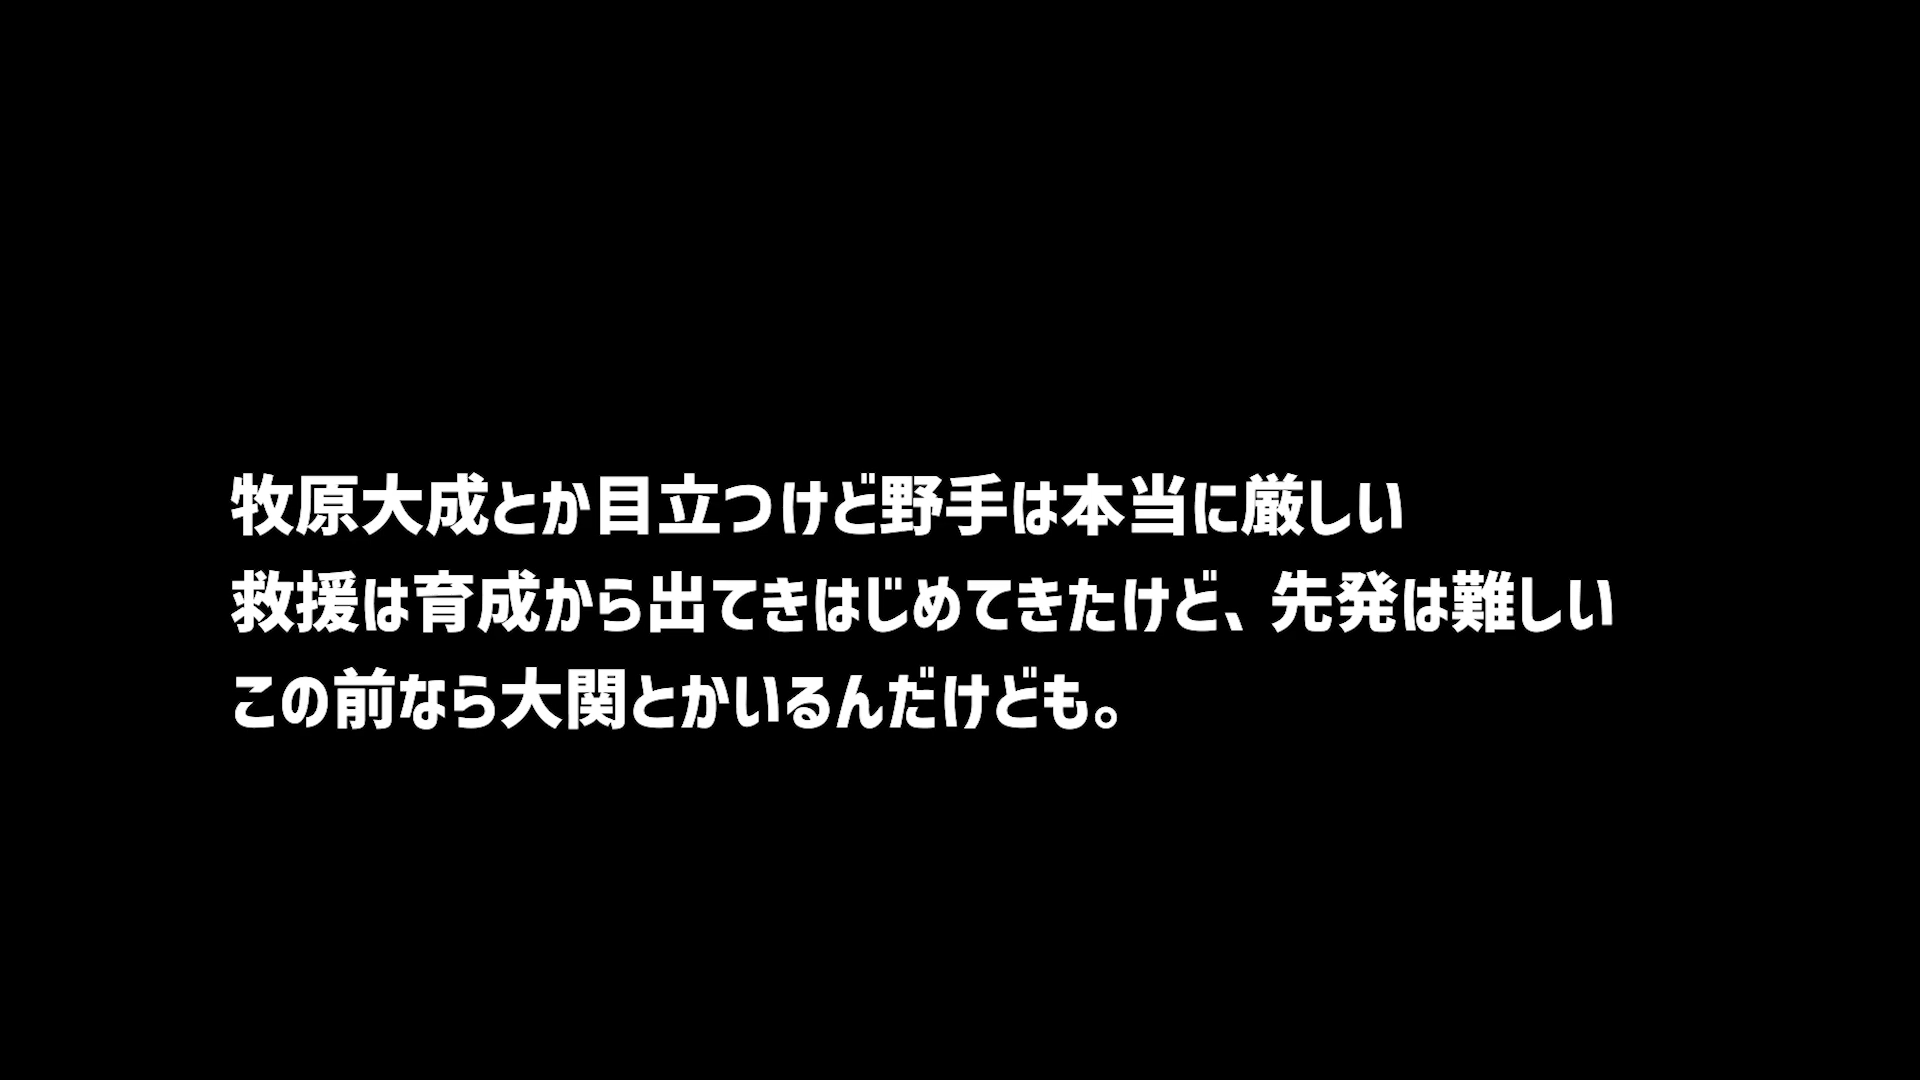 牧原大成とか目立つけど野手は本当に厳しい
救援は育成から出てきはじめてきたけど、先発は難しい
この前なら大関とかいるんだけども。